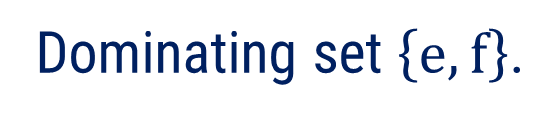 Dominating set {e, f}.